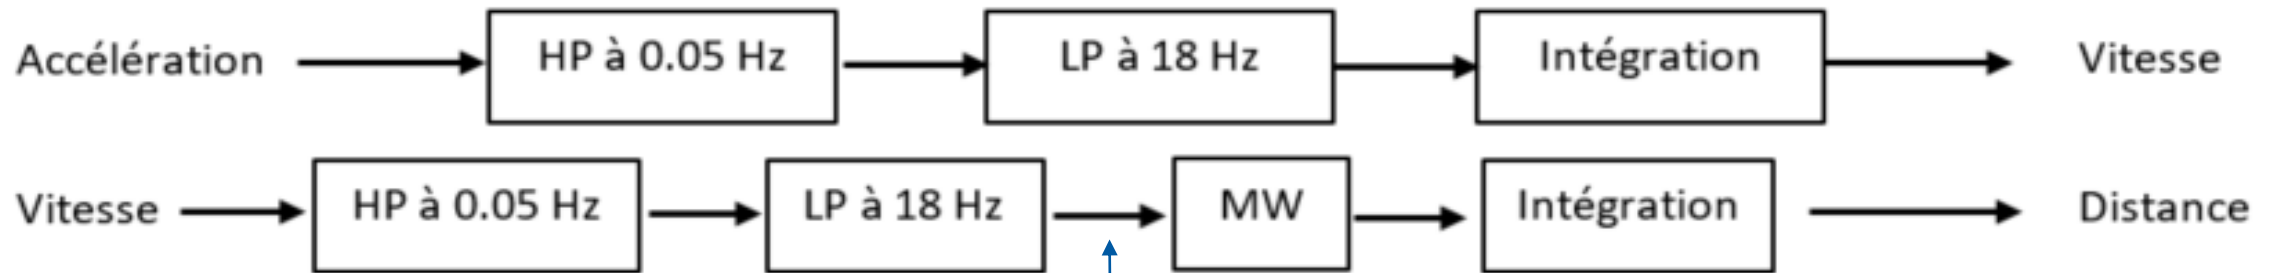 Accélération HP à 0.05 Hz LP à 18 Hz Intégration Vitesse
Vitesse HP à 0.05 Hz LP à 18 Hz MW Intégration Distance